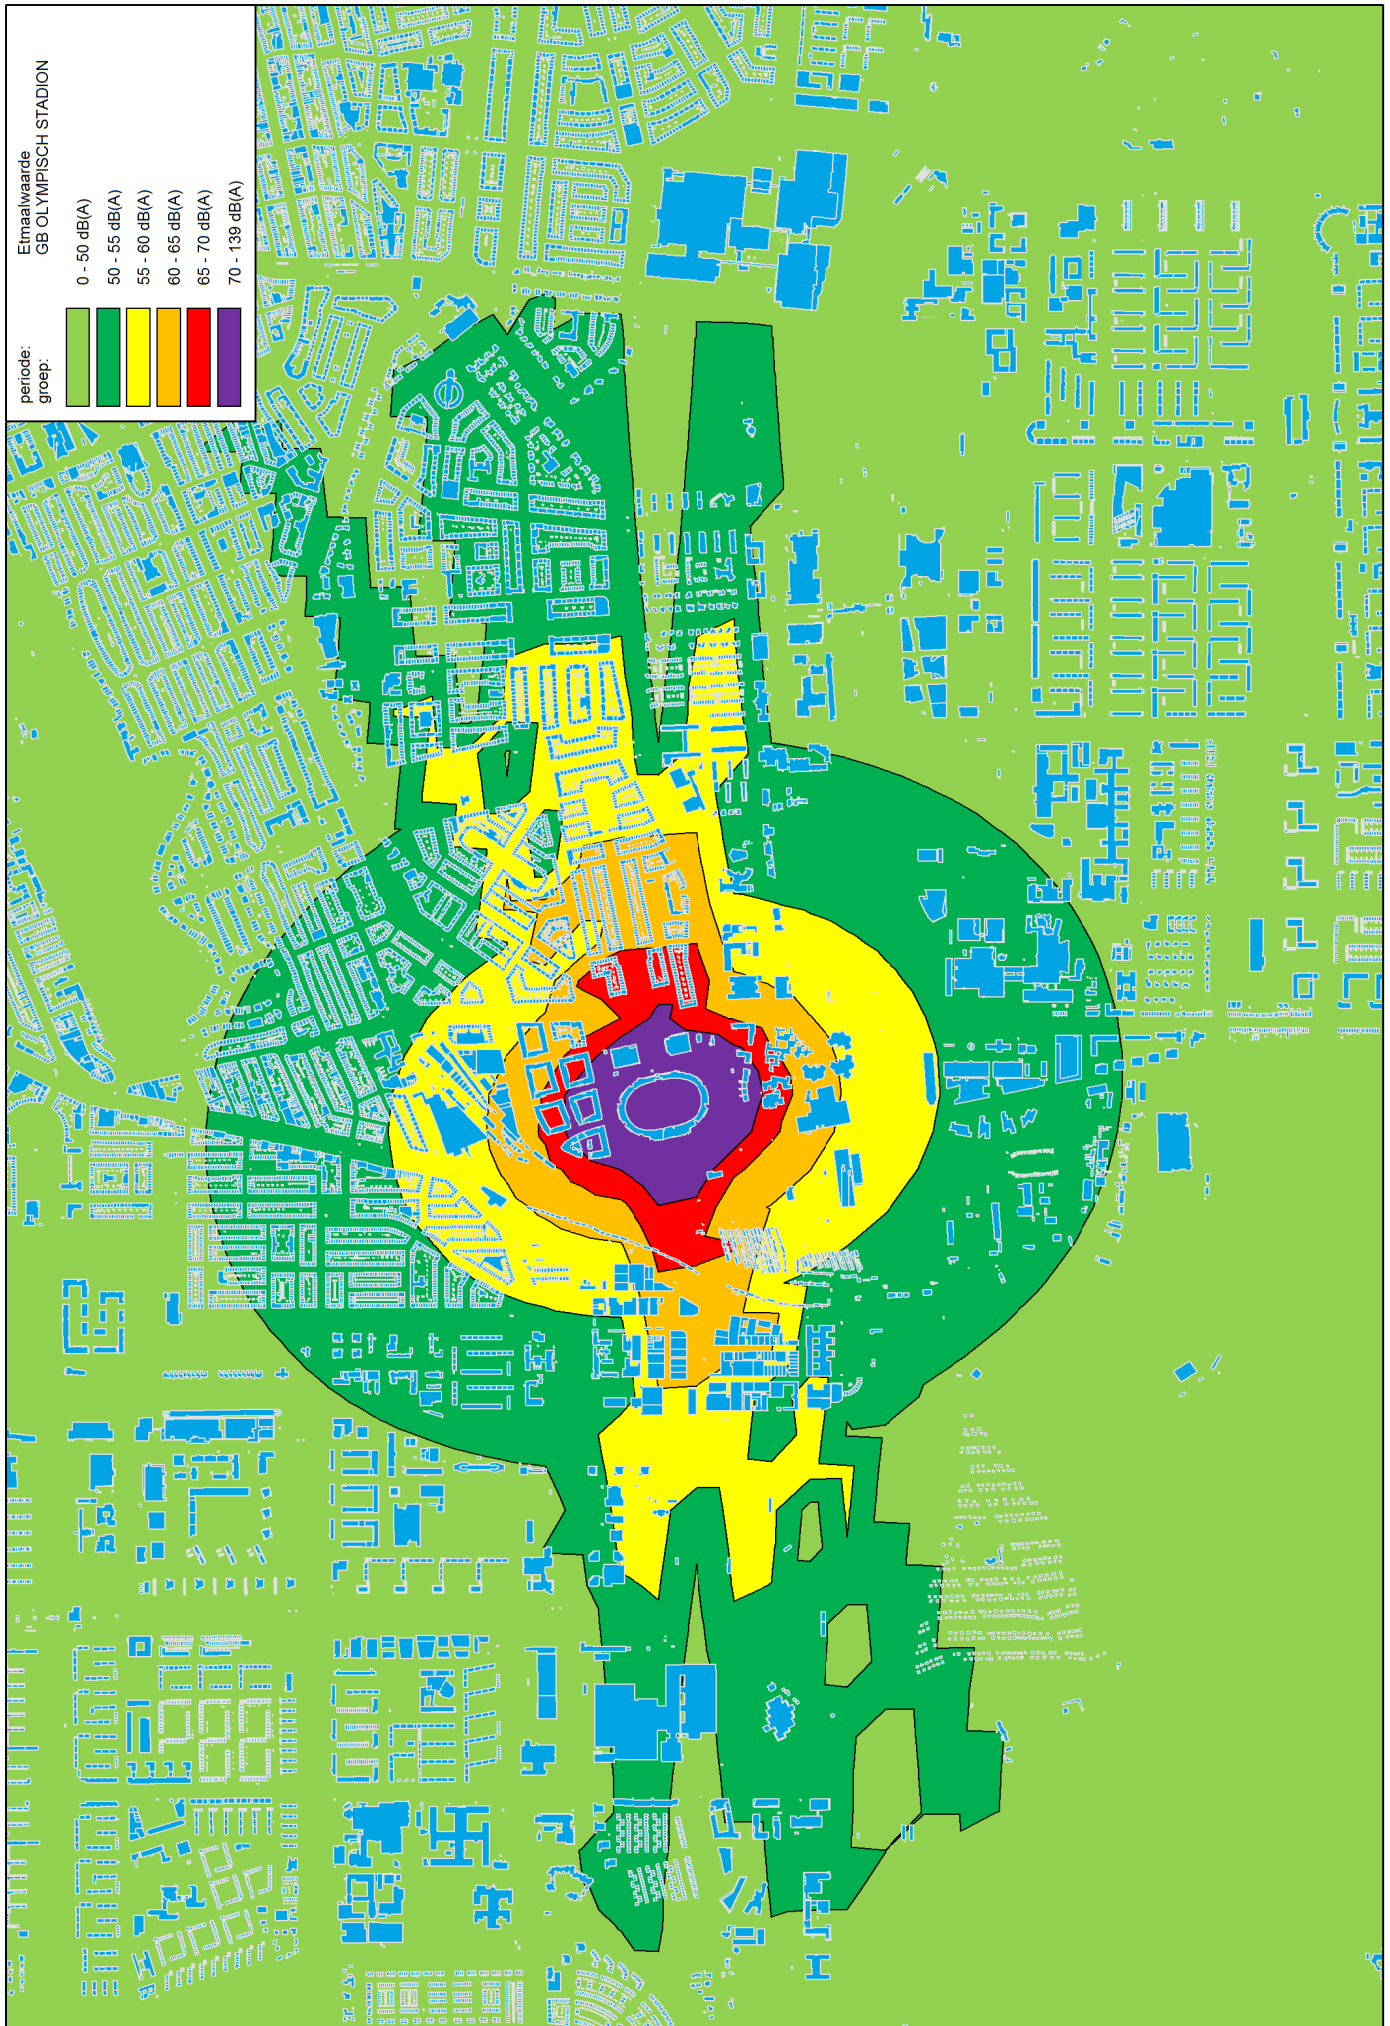 periode: Etmaalwaarde
groep: GB OLYMPISCH STADION
0 - 50 dB(A)
50 - 55 dB(A)
55 - 60 dB(A)
60 - 65 dB(A)
65 - 70 dB(A)
70 - 139 dB(A)